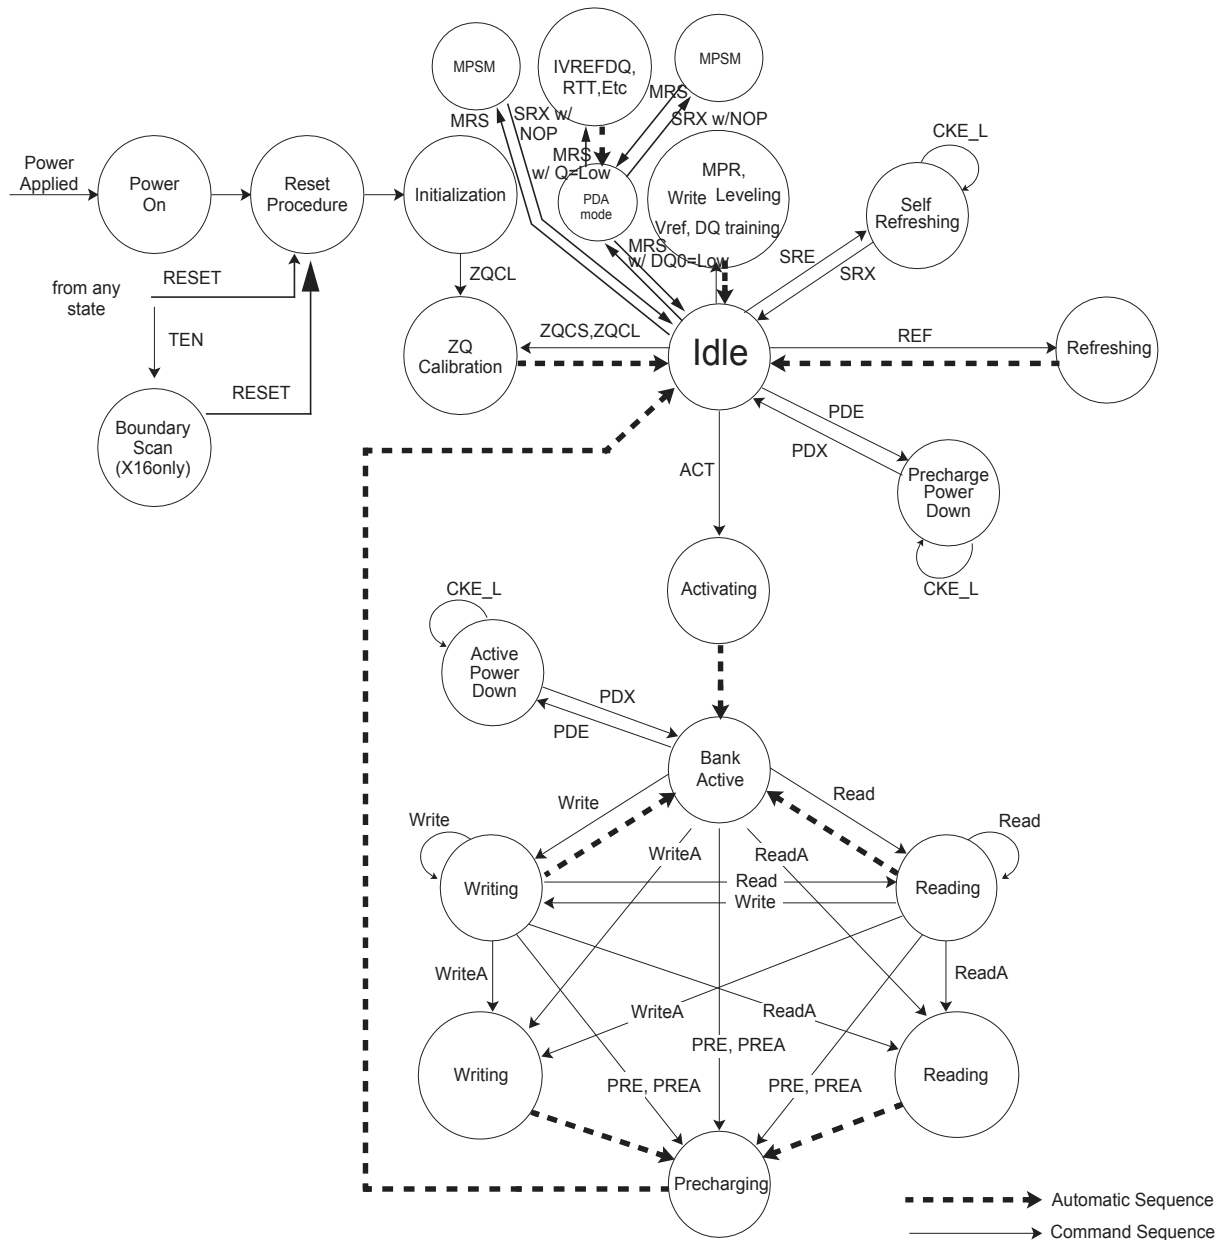 MPSM
IVREFDQ,
RTT,Etc
MPSM
MRS
SRX w/
NOP
MRS
SRX w/NOP
MRS
w/ Q=Low
CKE_L
Power
Applied
Power
On
Reset
Procedure
Initialization
PDA
mode
MPR,
Write Leveling
Vref, DQ training
Self
Refreshing
MRS
w/ DQ0=Low
SRE
SRX
from any
state
RESET
ZQCL
TEN
ZQCS,ZQCL
ZQ
Calibration
Idle
REF
Refreshing
RESET
Boundary
Scan
(X16only)
PDE
PDX
ACT
Precharge
Power
Down
CKE_L
Activating
CKE_L
Active
Power
Down
PDX
PDE
Bank
Active
Write
Read
Write
Read
WriteA
ReadA
Writing
Read
Write
Reading
WriteA
ReadA
WriteA
ReadA
PRE, PREA
Writing
Reading
PRE, PREA
PRE, PREA
Precharging
Automatic Sequence
Command Sequence